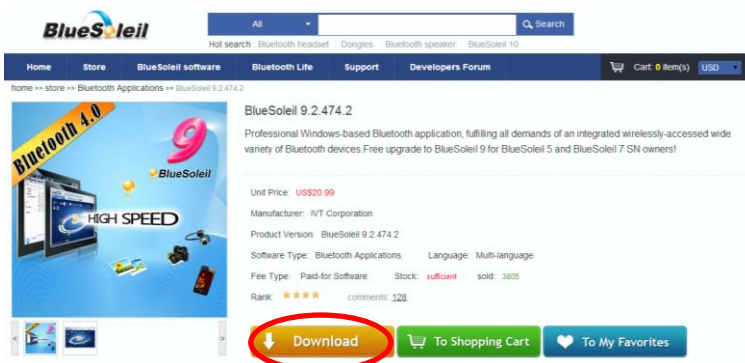 BlueSoleil
All
Search
Hot search : Bluetooth headset Dongles Bluetooth speaker BlueSoleil 10
Home Store BlueSoleil software Bluetooth Life Support Developers Forum Cart: 0 item(s) USD
home >> store >> Bluetooth Applications >> BlueSoleil 9.2.474.2
Bluetooth 4.0
9
BlueSoleil
HIGH SPEED
BlueSoleil 9.2.474.2
Professional Windows-based Bluetooth application, fulfilling all demands of an integrated wirelessly-accessed wide
variety of Bluetooth devices.Free upgrade to BlueSoleil 9 for BlueSoleil 5 and BlueSoleil 7 SN owners!
Unit Price: US$20.99
Manufacturer: IVT Corporation
Product Version: BlueSoleil 9.2.474.2
Software Type: Bluetooth Applications Language: Multi-language
Fee Type: Paid-for Software Stock: sufficient sold: 3605
Rank: comments: 128
< >
Download To Shopping Cart To My Favorites